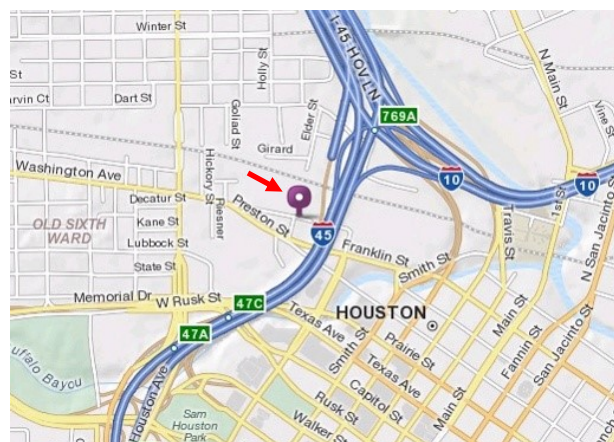 Winter St
I-45 HOV LN
N Main St
Holly St
arvin Ct
Dart St
Goliad St
Elder St
769A
Vine St
Girard
Washington Ave
Hickory St
10
10
Decatur St
Riesner
Preston St
1st St
Travis St
OLD SIXTH
WARD
Kane St
45
Franklin St
N San Jacinto St
Lubbock St
State St
Smith St
Memorial Dr
W Rusk St
47C
Texas Ave
HOUSTON
Main St
47A
Prairie St
Fannin St
San Jacinto St
uffalo Bayou
Houston Ave
Smith St
Texas Ave
Capitol St
Sam
Houston
Park
Rusk St
Main St
Walker St